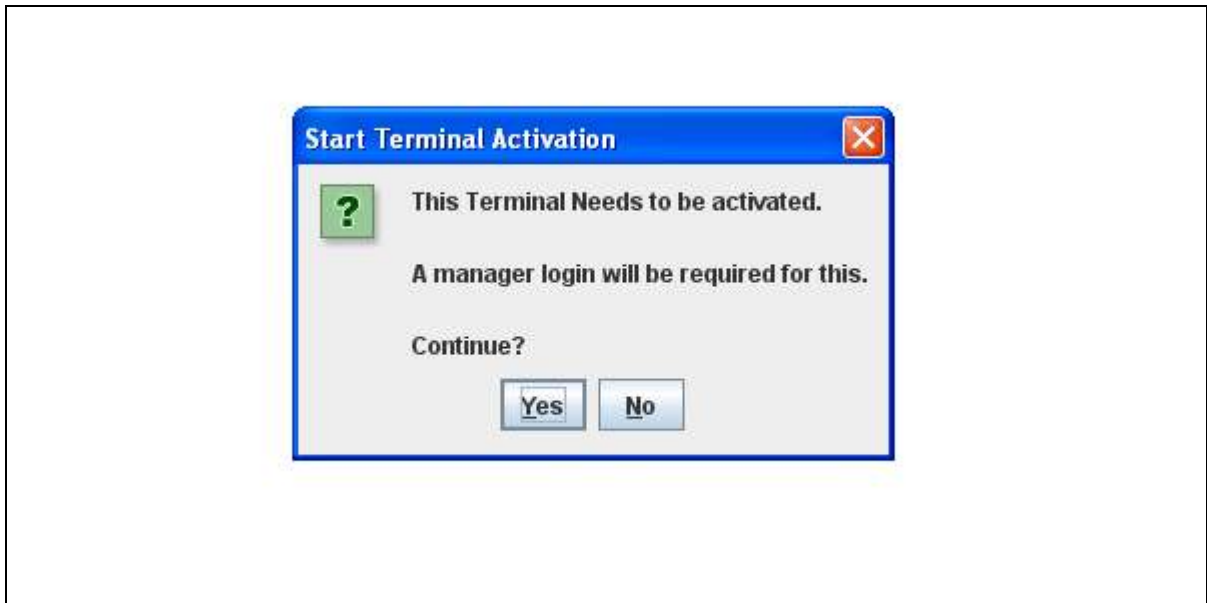 Start Terminal Activation
?
This Terminal Needs to be activated.
A manager login will be required for this.
Continue?
Yes No